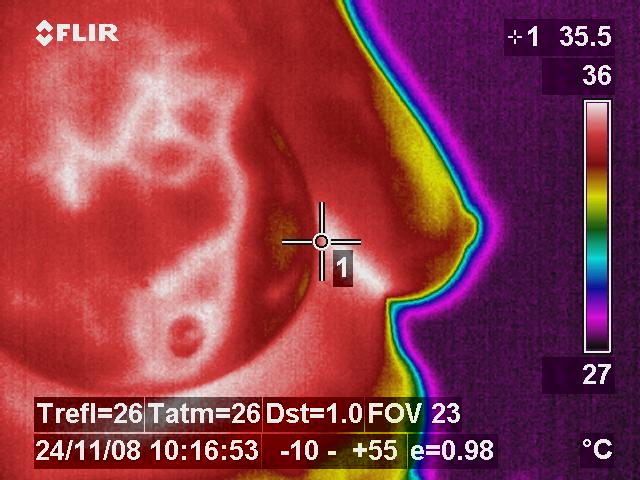 FLIR
1 35.5
36
1
27
Trefl=26 Tatm=26 Dst=1.0 FOV 23
24/11/08 10:16:53 -10 - +55 e=0.98 °C